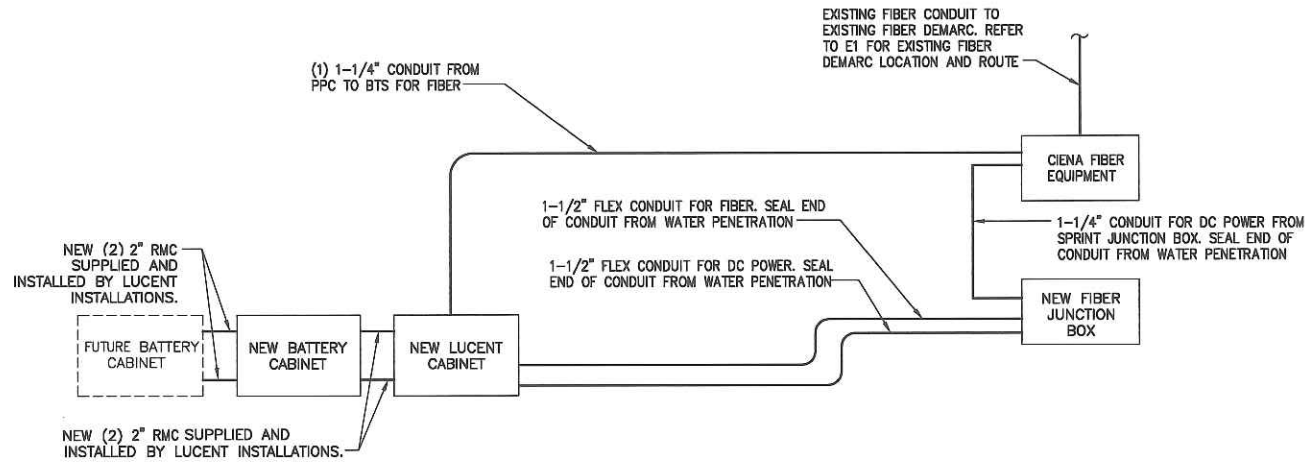 EXISTING FIBER CONDUIT TO
EXISTING FIBER DEMARC. REFER
TO E1 FOR EXISTING FIBER
DEMARC LOCATION AND ROUTE
(1) 1-1/4" CONDUIT FROM
PPC TO BTS FOR FIBER
CIENA FIBER
EQUIPMENT
1-1/2" FLEX CONDUIT FOR FIBER. SEAL END
OF CONDUIT FROM WATER PENETRATION
1-1/4" CONDUIT FOR DC POWER FROM
SPRINT JUNCTION BOX. SEAL END OF
CONDUIT FROM WATER PENETRATION
NEW (2) 2" RMC
SUPPLIED AND
INSTALLED BY LUCENT
INSTALLATIONS.
1-1/2" FLEX CONDUIT FOR DC POWER. SEAL
END OF CONDUIT FROM WATER PENETRATION
NEW FIBER
JUNCTION
BOX
FUTURE BATTERY
CABINET
NEW BATTERY
CABINET
NEW LUCENT
CABINET
NEW (2) 2" RMC SUPPLIED AND
INSTALLED BY LUCENT INSTALLATIONS.